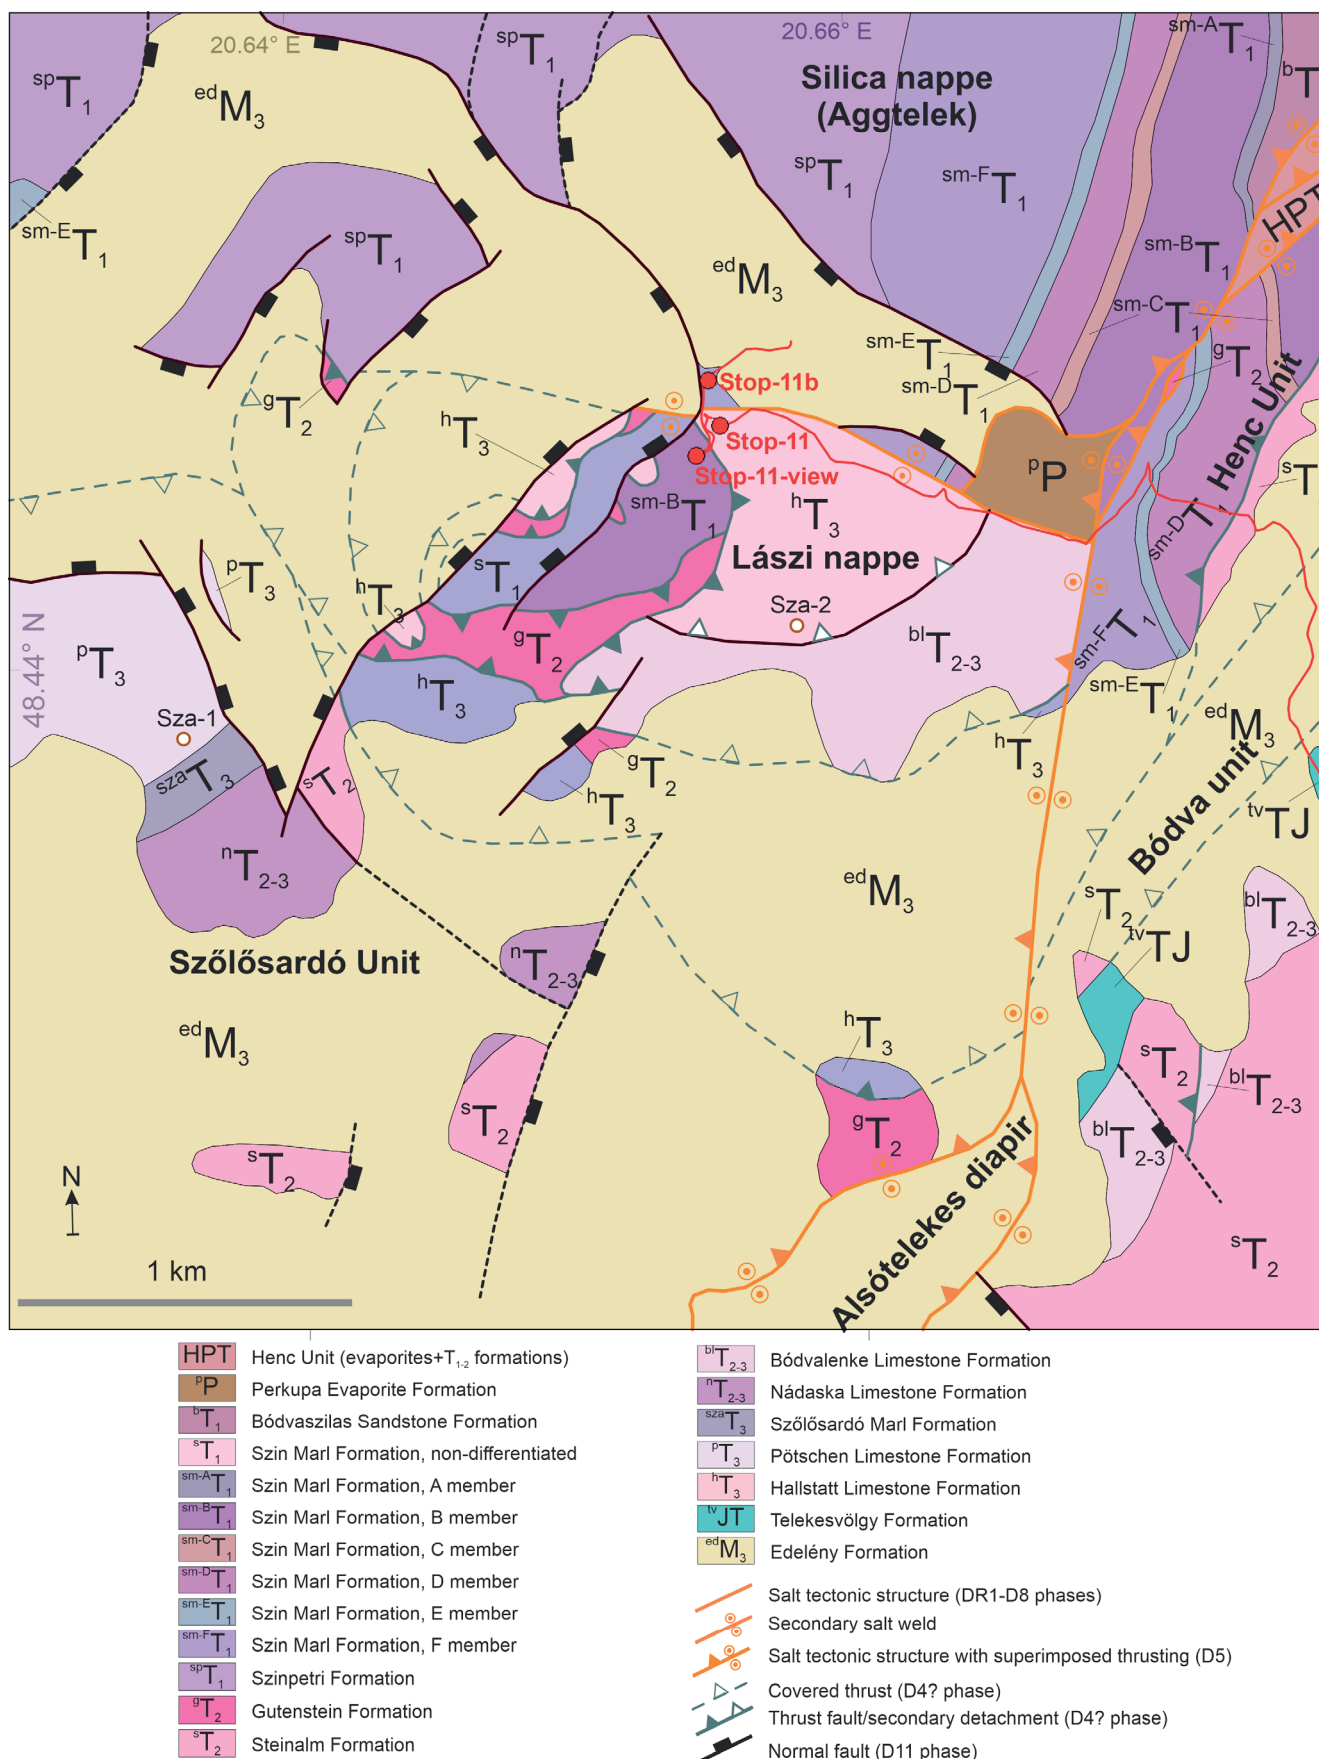 20.64° E
20.66° E
spT1
edM3
spT1
Silica nappe
(Aggtelek)
sm-AT1
bT
spT1
sm-FT1
sm-ET1
spT1
edM3
sm-BT1
HPT
sm-CT1
sm-ET1
sm-DT1
gT2
gT2
hT3
Stop-11b
Stop-11
Stop-11-view
Henc Unit
pP
sT
sm-BT1
hT3
sm-DT1
Lászi nappe
pT3
sT1
hT3
Sza-2
48.44° N
pT3
gT2
blT2-3
sm-FT1
hT3
sm-ET1
edM3
Sza-1
szaT3
sT2
gT2
hT3
hT3
Bódva unit
tvTJ
nT2-3
edM3
sT2
blT2-3
tvTJ
Szőlősardó Unit
nT2-3
edM3
hT3
sT2
blT2-3
sT2
gT2
blT2-3
sT2
N
Alsótelekes diapir
sT2
1 km
HPT Henc Unit (evaporites+T1-2 formations)
pP Perkupa Evaporite Formation
bT1 Bódvaszilas Sandstone Formation
sT1 Szin Marl Formation, non-differentiated
sm-AT1 Szin Marl Formation, A member
sm-BT1 Szin Marl Formation, B member
sm-CT1 Szin Marl Formation, C member
sm-DT1 Szin Marl Formation, D member
sm-ET1 Szin Marl Formation, E member
sm-FT1 Szin Marl Formation, F member
spT1 Szinpetri Formation
gT2 Gutenstein Formation
sT2 Steinalm Formation
blT2-3 Bódvalenke Limestone Formation
nT2-3 Nádaska Limestone Formation
szaT3 Szőlősardó Marl Formation
pT3 Pötschen Limestone Formation
hT3 Hallstatt Limestone Formation
tvJT Telekesvölgy Formation
edM3 Edelény Formation
Salt tectonic structure (DR1-D8 phases)
Secondary salt weld
Salt tectonic structure with superimposed thrusting (D5)
Covered thrust (D4? phase)
Thrust fault/secondary detachment (D4? phase)
Normal fault (D11 phase)